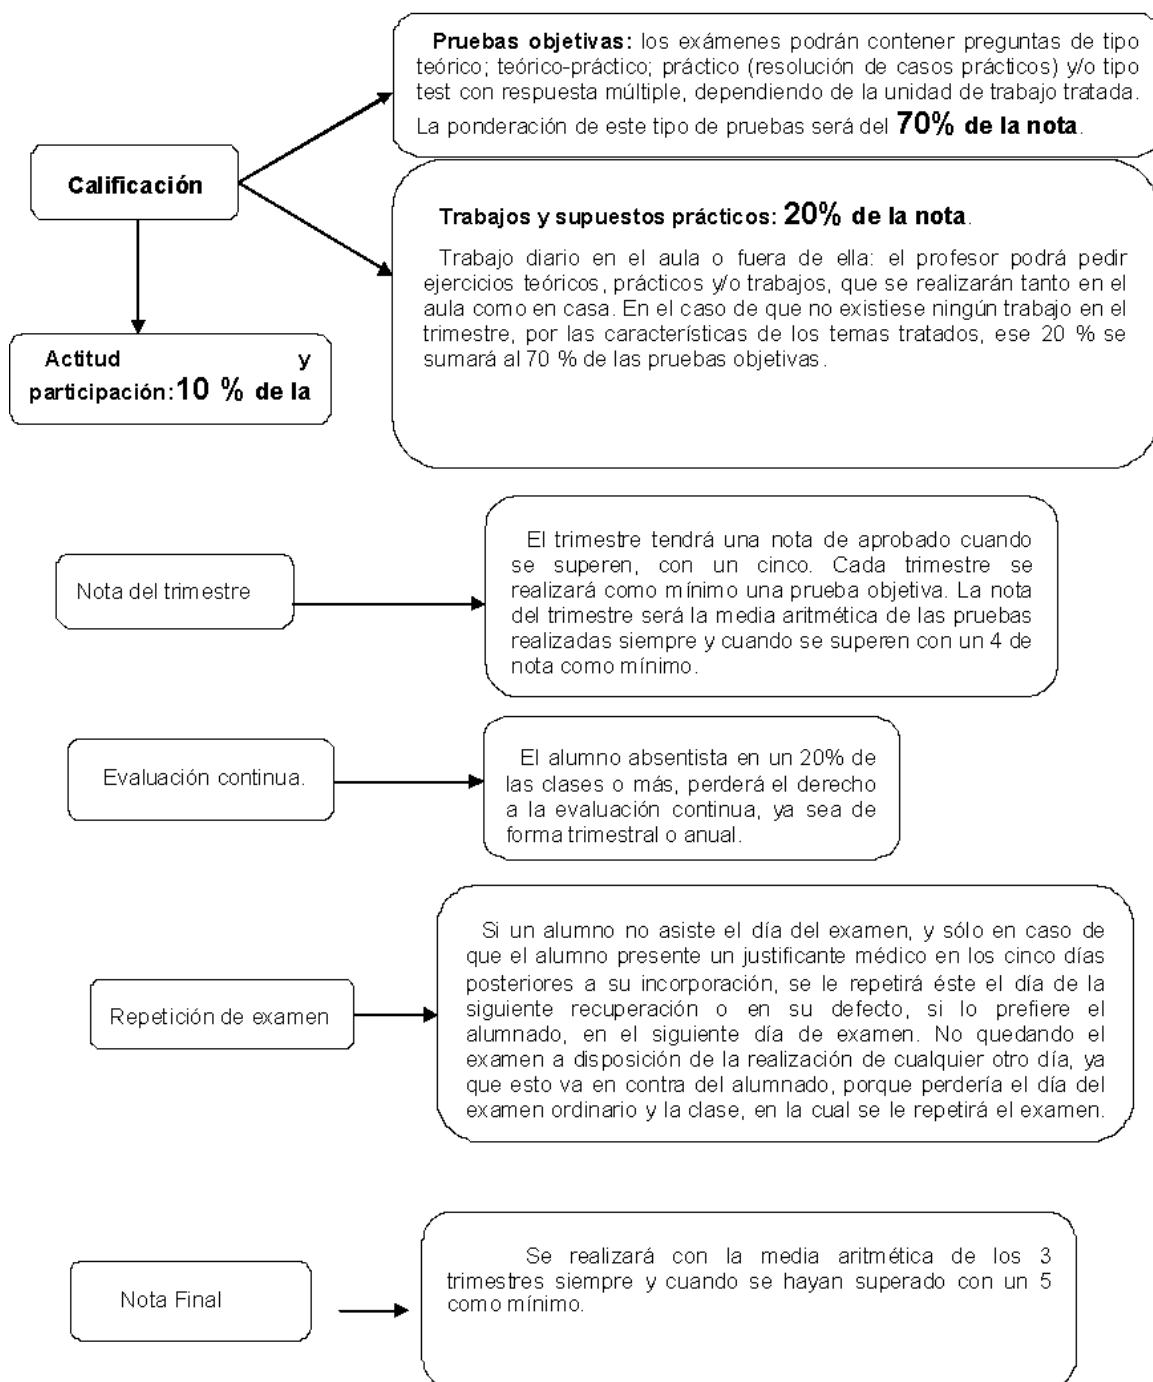 Pruebas objetivas: los exámenes podrán contener preguntas de tipo
teórico; teórico-práctico; práctico (resolución de casos prácticos) y/o tipo
test con respuesta múltiple, dependiendo de la unidad de trabajo tratada.
La ponderación de este tipo de pruebas será del 70% de la nota.
Calificación
Trabajos y supuestos prácticos: 20% de la nota.
Trabajo diario en el aula o fuera de ella: el profesor podrá pedir
ejercicios teóricos, prácticos y/o trabajos, que se realizarán tanto en el
aula como en casa. En el caso de que no existiese ningún trabajo en el
trimestre, por las características de los temas tratados, ese 20 % se
sumará al 70 % de las pruebas objetivas.
Actitud y
participación: 10 % de la
Nota del trimestre
El trimestre tendrá una nota de aprobado cuando
se superen, con un cinco. Cada trimestre se
realizará como mínimo una prueba objetiva. La nota
del trimestre será la media aritmética de las pruebas
realizadas siempre y cuando se superen con un 4 de
nota como mínimo.
Evaluación continua.
El alumno absentista en un 20% de
las clases o más, perderá el derecho
a la evaluación continua, ya sea de
forma trimestral o anual.
Repetición de examen
Si un alumno no asiste el día del examen, y sólo en caso de
que el alumno presente un justificante médico en los cinco días
posteriores a su incorporación, se le repetirá éste el día de la
siguiente recuperación o en su defecto, si lo prefiere el
alumnado, en el siguiente día de examen. No quedando el
examen a disposición de la realización de cualquier otro día, ya
que esto va en contra del alumnado, porque perdería el día del
examen ordinario y la clase, en la cual se le repetirá el examen.
Nota Final
Se realizará con la media aritmética de los 3
trimestres siempre y cuando se hayan superado con un 5
como mínimo.